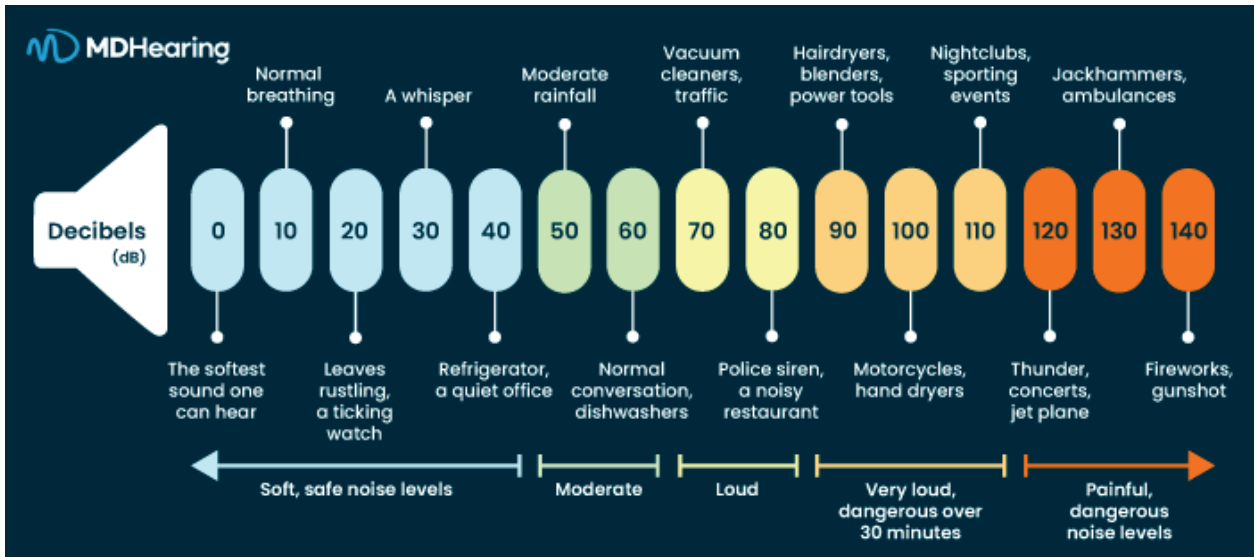 MDHearing
Normal
breathing
A whisper
Moderate
rainfall
Vacuum
cleaners,
traffic
Hairdryers,
blenders,
power tools
Nightclubs,
sporting
events
Jackhammers,
ambulances
Decibels
(dB)
0 10 20 30 40 50 60 70 80 90 100 110 120 130 140
The softest
sound one
can hear
Leaves
rustling,
a ticking
watch
Refrigerator,
a quiet office
Normal
conversation,
dishwashers
Police siren,
a noisy
restaurant
Motorcycles,
hand dryers
Thunder,
concerts,
jet plane
Fireworks,
gunshot
Soft, safe noise levels
Moderate
Loud
Very loud,
dangerous over
30 minutes
Painful,
dangerous
noise levels